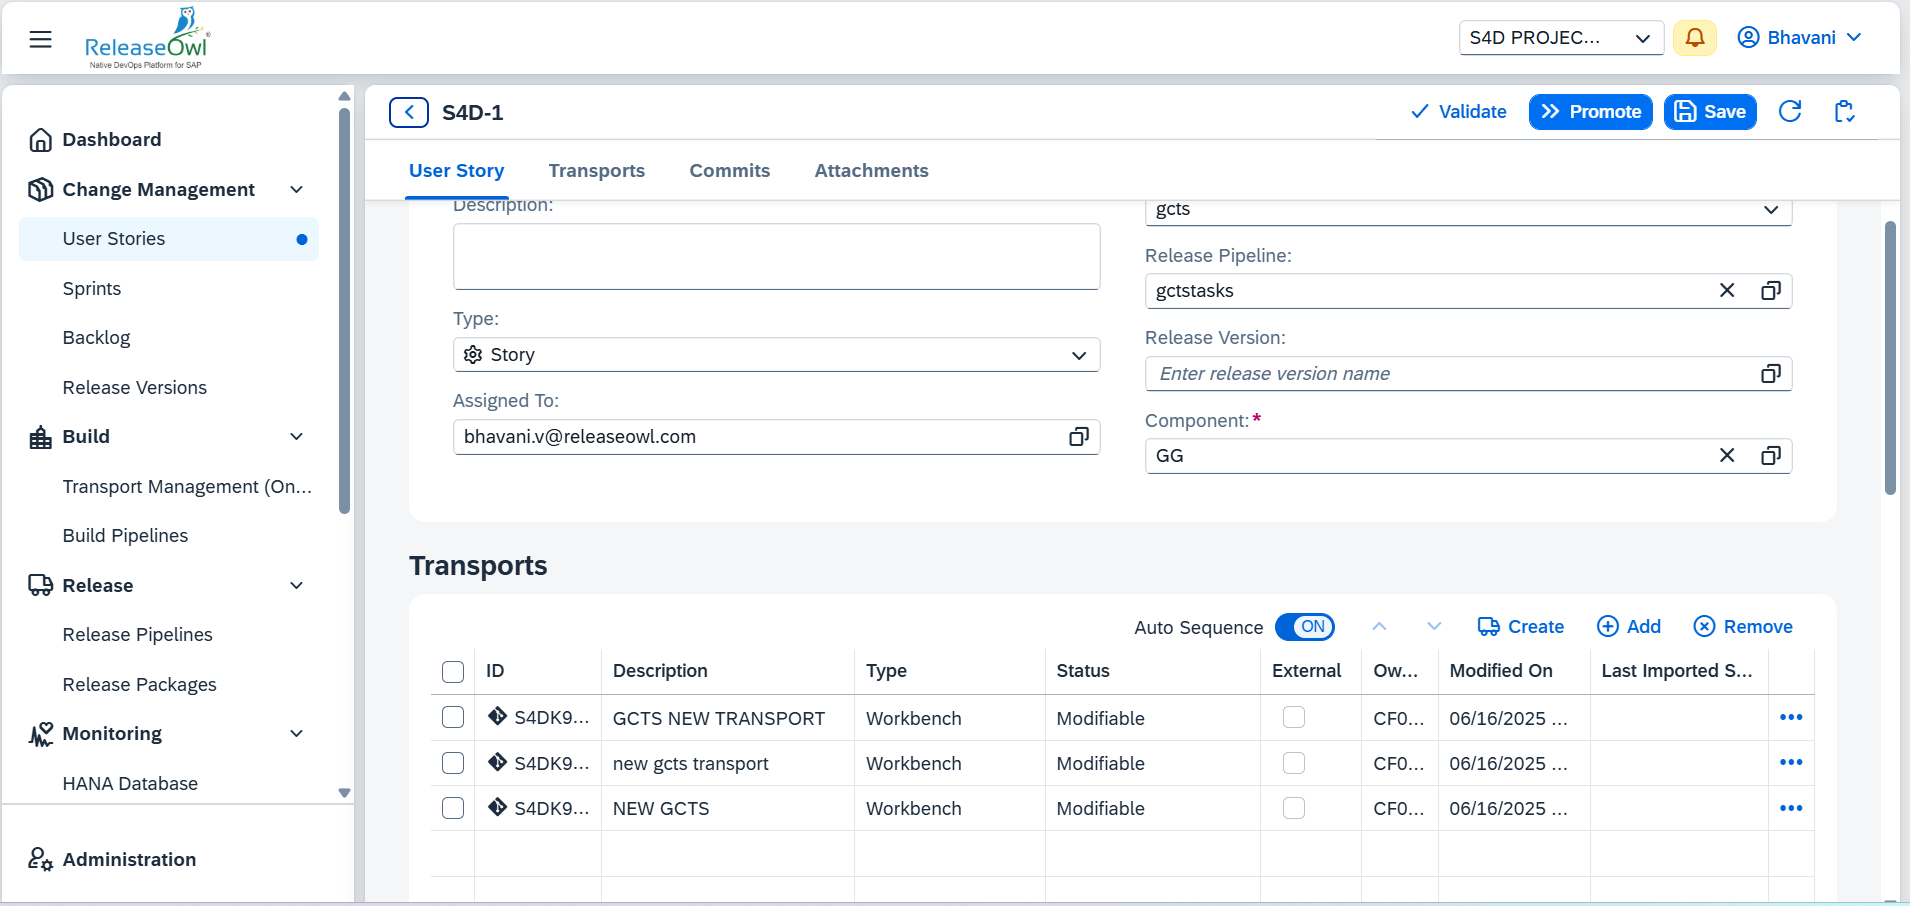 ReleaseOwl®
Native DevOps Platform for SAP
S4D PROJEC...
Bhavani
Dashboard
Change Management
User Stories
Sprints
Backlog
Release Versions
Build
Transport Management (On...
Build Pipelines
Release
Release Pipelines
Release Packages
Monitoring
HANA Database
Administration
S4D-1
Validate
Promote
Save
User Story
Transports
Commits
Attachments
Description:
Type:
Story
Assigned To:
bhavani.v@releaseowl.com
gcts
Release Pipeline:
gctstasks
Release Version:
Enter release version name
Component:*
GG
Transports
Auto Sequence ON Create Add Remove
ID Description Type Status External Ow... Modified On Last Imported S...
S4DK9... GCTS NEW TRANSPORT Workbench Modifiable CF0... 06/16/2025 ...
S4DK9... new gcts transport Workbench Modifiable CF0... 06/16/2025 ...
S4DK9... NEW GCTS Workbench Modifiable CF0... 06/16/2025 ...